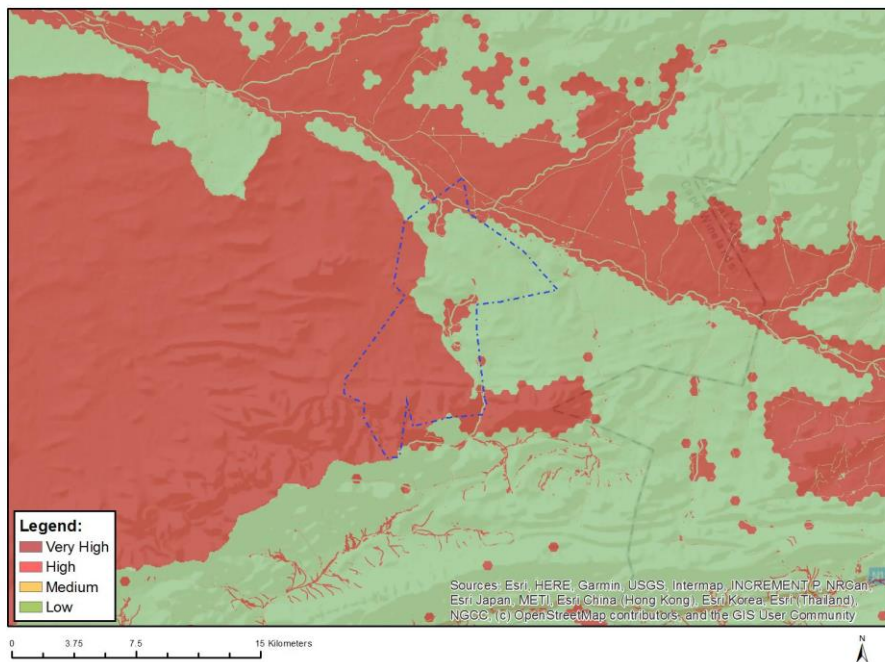 Legend:
Very High
High
Medium
Low
Sources: Esri, HERE, Garmin, USGS, Intermap, INCREMENT P, NRCan,
Esri Japan, METI, Esri China (Hong Kong), Esri Korea, Esri (Thailand),
NGCC, (c) OpenStreetMap contributors, and the GIS User Community
0 3.75 7.5 15 Kilometers
N